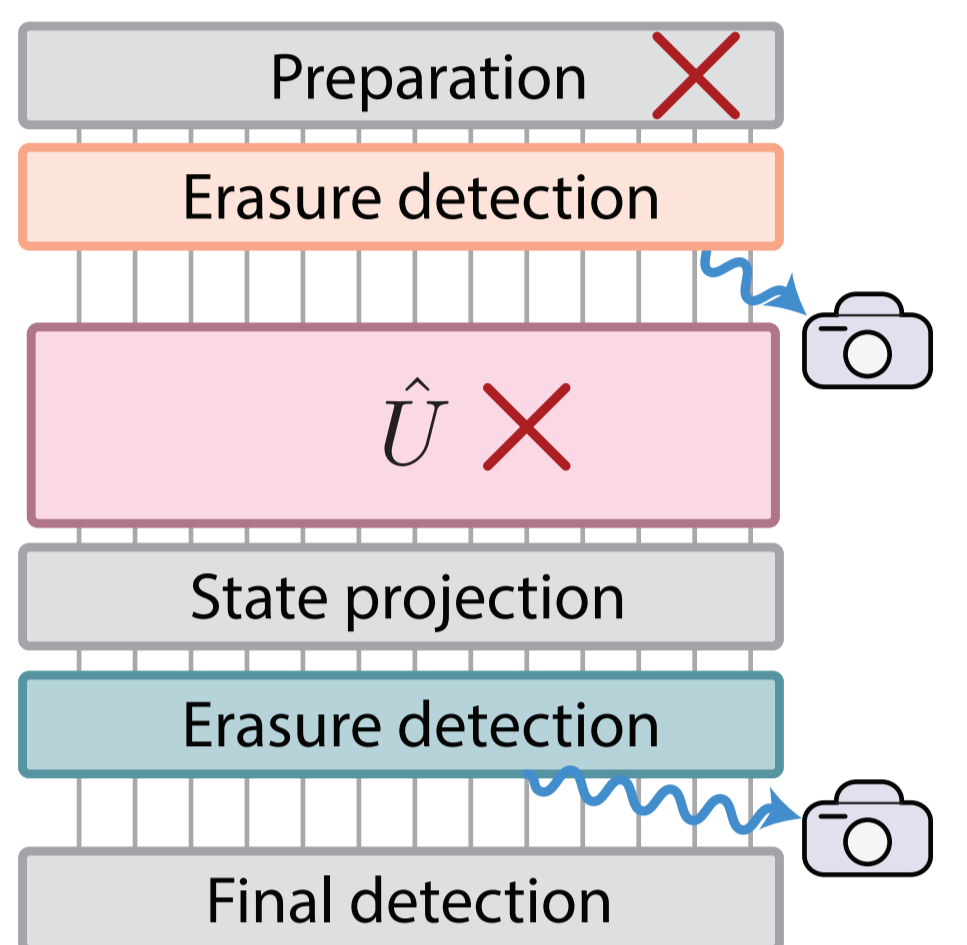 Preparation
Erasure detection
Û
State projection
Erasure detection
Final detection